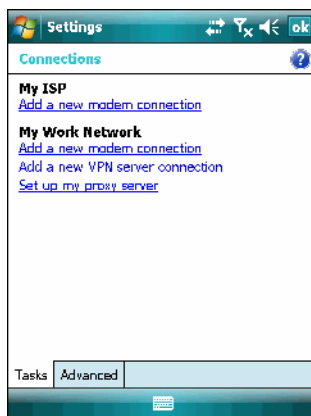 Settings
ok
Connections
?
My ISP
Add a new modem connection
My Work Network
Add a new modem connection
Add a new VPN server connection
Set up my proxy server
Tasks Advanced